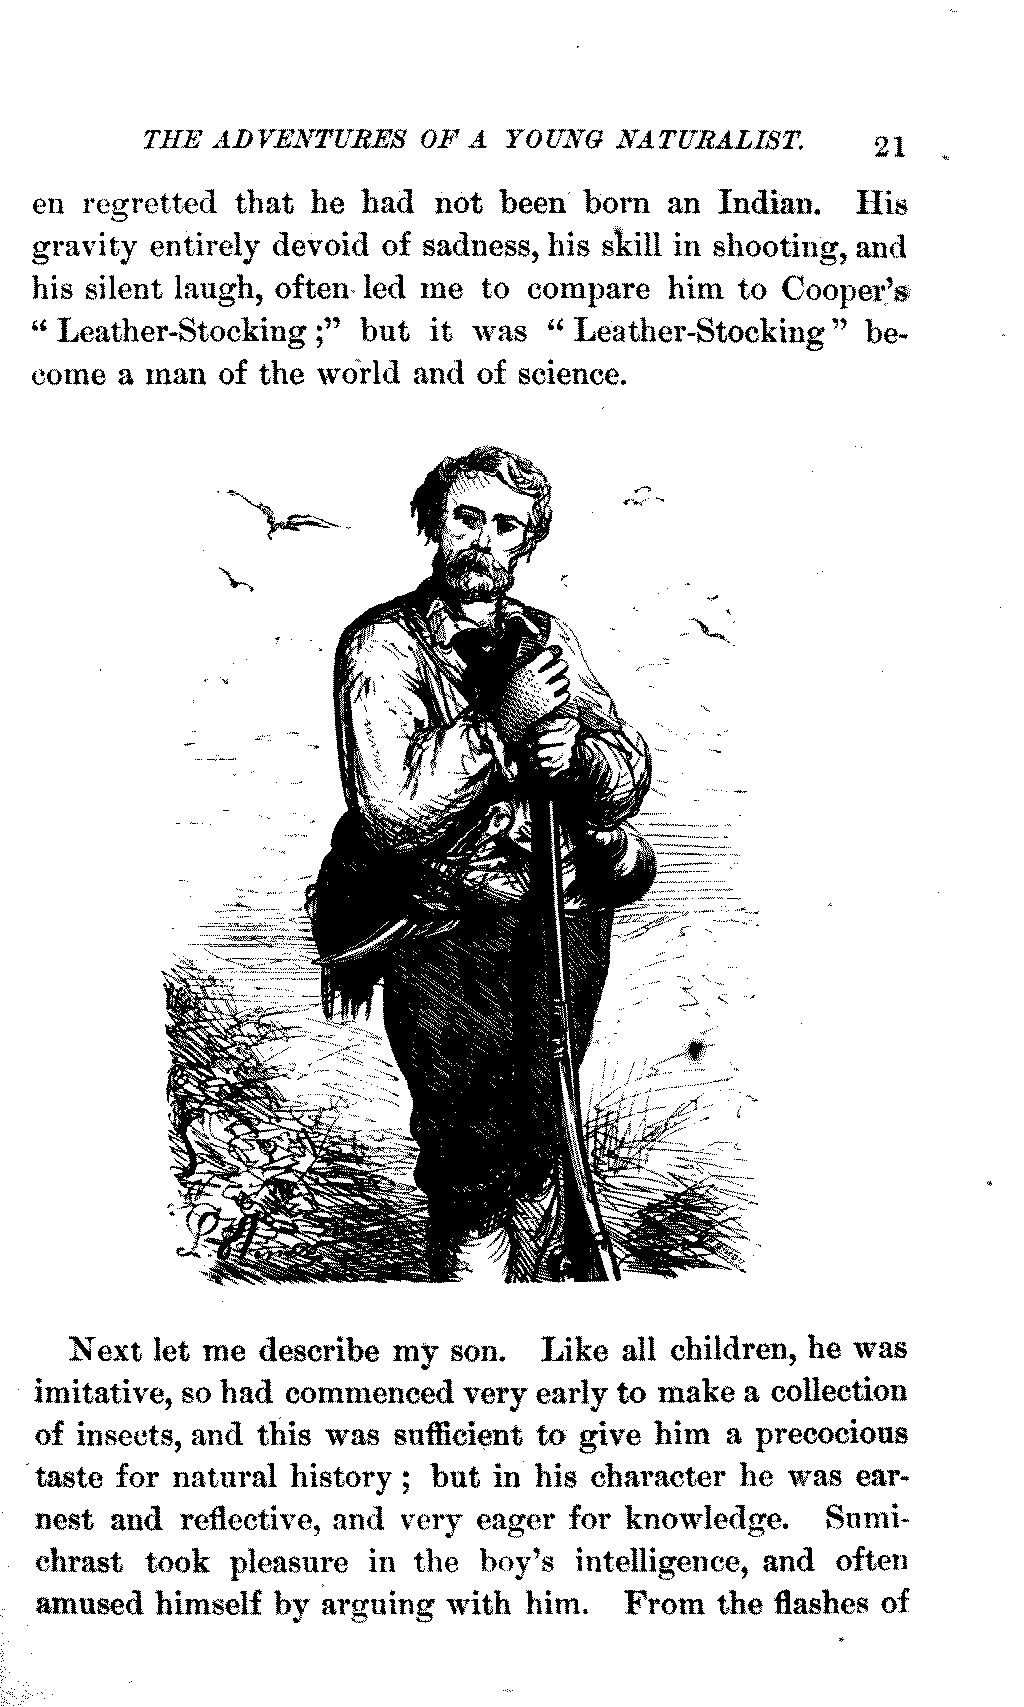 THE ADVENTURES OF A YOUNG NATURALIST. 21
en regretted that he had not been born an Indian. His
gravity entirely devoid of sadness, his skill in shooting, and
his silent laugh, often led me to compare him to Cooper's
“ Leather-Stocking ;” but it was “ Leather-Stocking ” be-
come a man of the world and of science.
Next let me describe my son. Like all children, he was
imitative, so had commenced very early to make a collection
of insects, and this was sufficient to give him a precocious
taste for natural history ; but in his character he was ear-
nest and reflective, and very eager for knowledge. Sumi-
chrast took pleasure in the boy's intelligence, and often
amused himself by arguing with him. From the flashes of